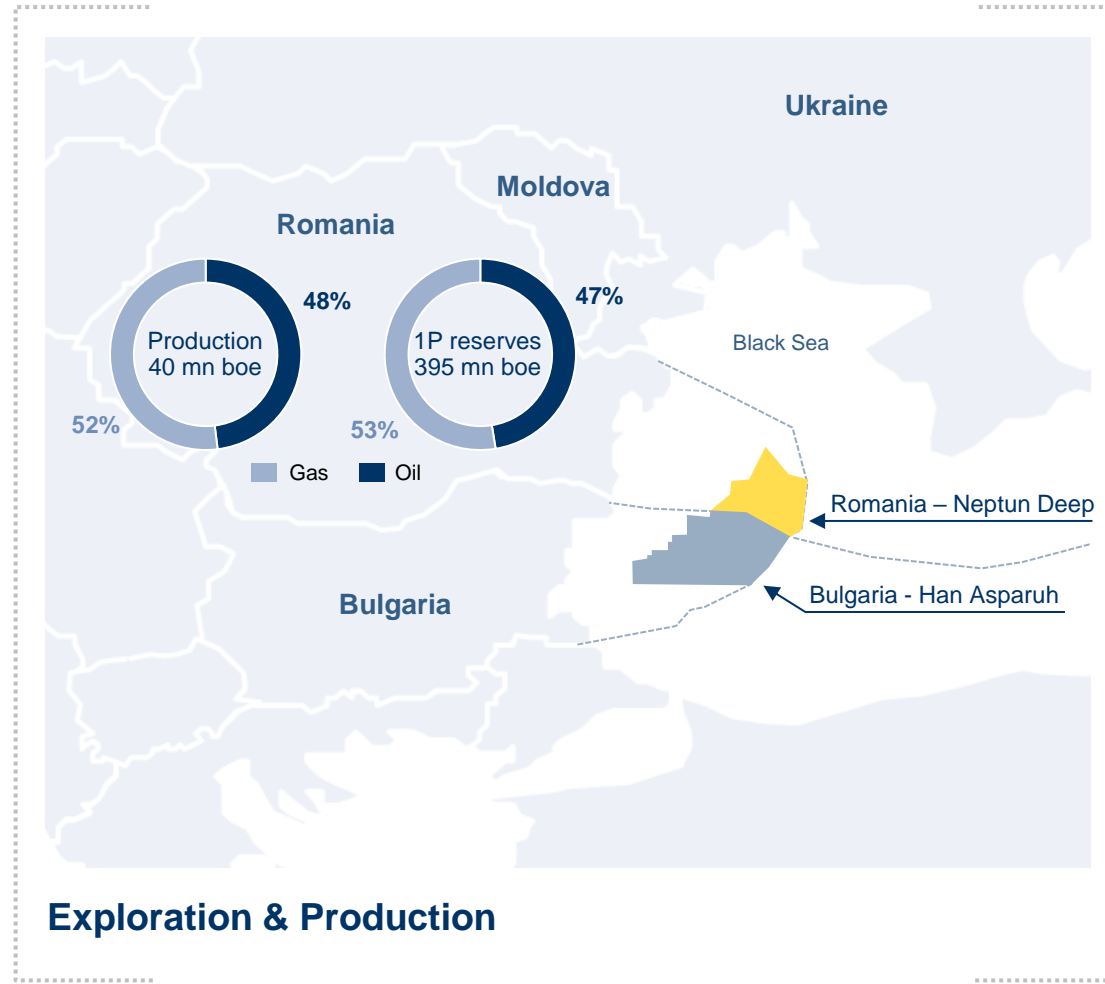 Ukraine
Moldova
Romania
48%
47%
Production
40 mn boe
1P reserves
395 mn boe
Black Sea
52%
53%
Gas
Oil
Romania – Neptun Deep
Bulgaria - Han Asparuh
Bulgaria
Exploration & Production